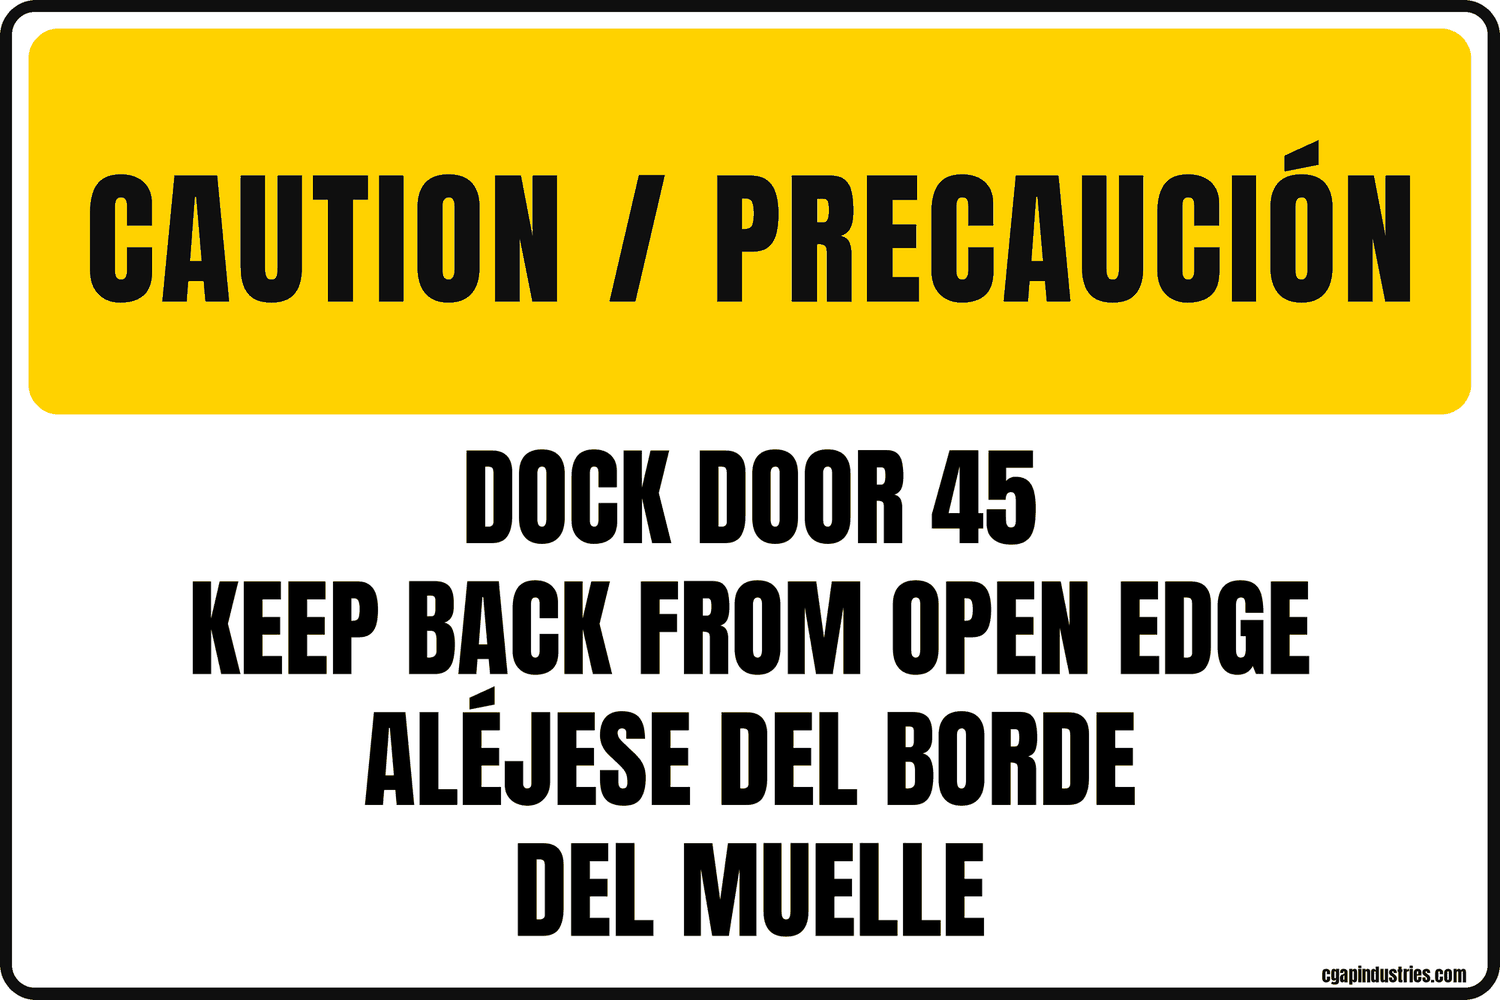 CAUTION / PRECAUCIÓN
DOCK DOOR 45
KEEP BACK FROM OPEN EDGE
ALÉJESE DEL BORDE
DEL MUELLE
cgapindustries.com